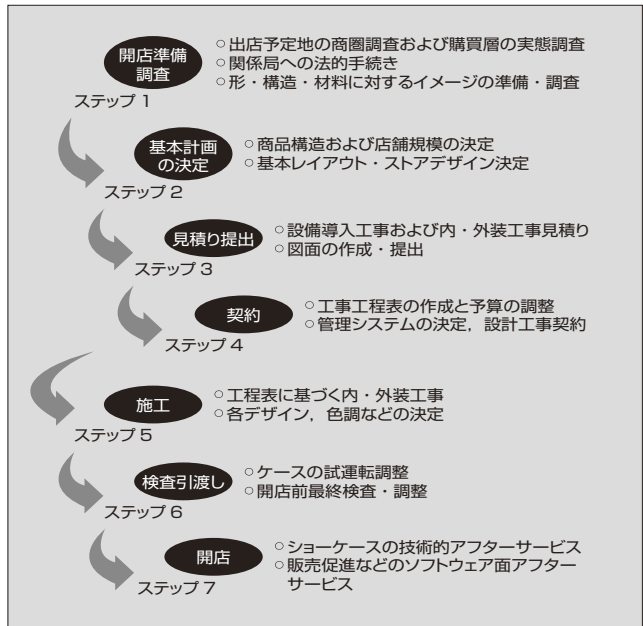 開店準備
調査
○出店予定地の商圏調査および購買層の実態調査
○関係局への法的手続き
○形・構造・材料に対するイメージの準備・調査
ステップ 1
基本計画
の決定
○商品構造および店舗規模の決定
○基本レイアウト・ストアデザイン決定
ステップ 2
見積り提出
○設備導入工事および内・外装工事見積り
○図面の作成・提出
ステップ 3
契約
○工事工程表の作成と予算の調整
○管理システムの決定，設計工事契約
ステップ 4
施工
○工程表に基づく内・外装工事
○各デザイン，色調などの決定
ステップ 5
検査引渡し
○ケースの試運転調整
○開店前最終検査・調整
ステップ 6
開店
○ショーケースの技術的アフターサービス
○販売促進などのソフトウェア面アフター
サービス
ステップ 7